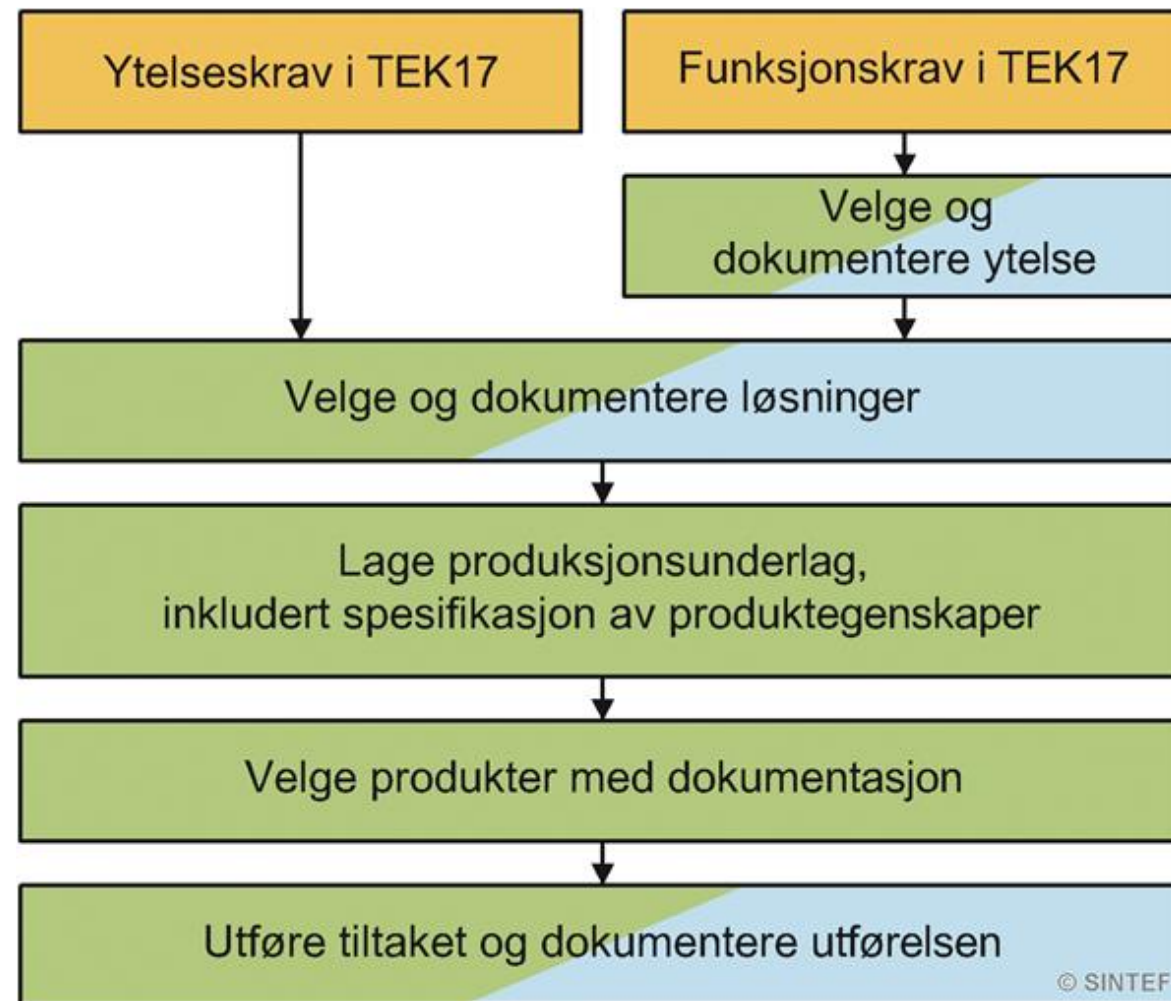 Ytelseskrav i TEK17
Funksjonskrav i TEK17
Velge og
dokumentere ytelse
Velge og dokumentere løsninger
Lage produksjonsunderlag,
inkludert spesifikasjon av produktegenskaper
Velge produkter med dokumentasjon
Utføre tiltaket og dokumentere utførelsen
© SINTEF